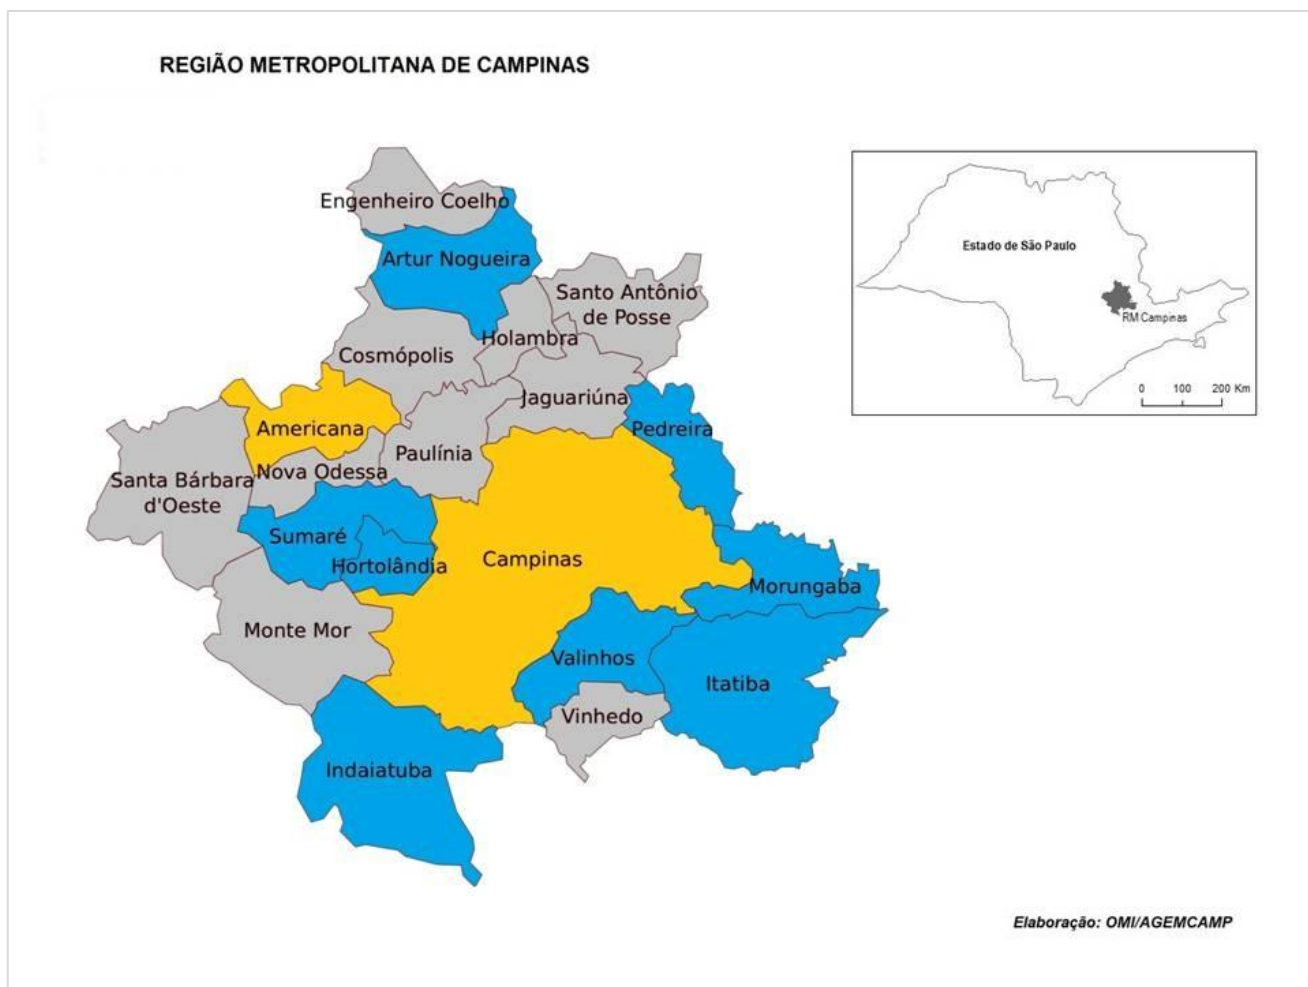 REGIÃO METROPOLITANA DE CAMPINAS
Engenheiro Coelho
Artur Nogueira
Santo Antônio
de Posse
Holambra
Cosmópolis
Jaguariúna
Americana
Pedreira
Paulínia
Nova Odessa
Santa Bárbara
d'Oeste
Sumaré
Hortolândia
Campinas
Morungaba
Monte Mor
Valinhos
Itatiba
Vinhedo
Indaiatuba
Estado de São Paulo
RM Campinas
0 100 200 Km
Elaboração: OMI/AGEMCAMP